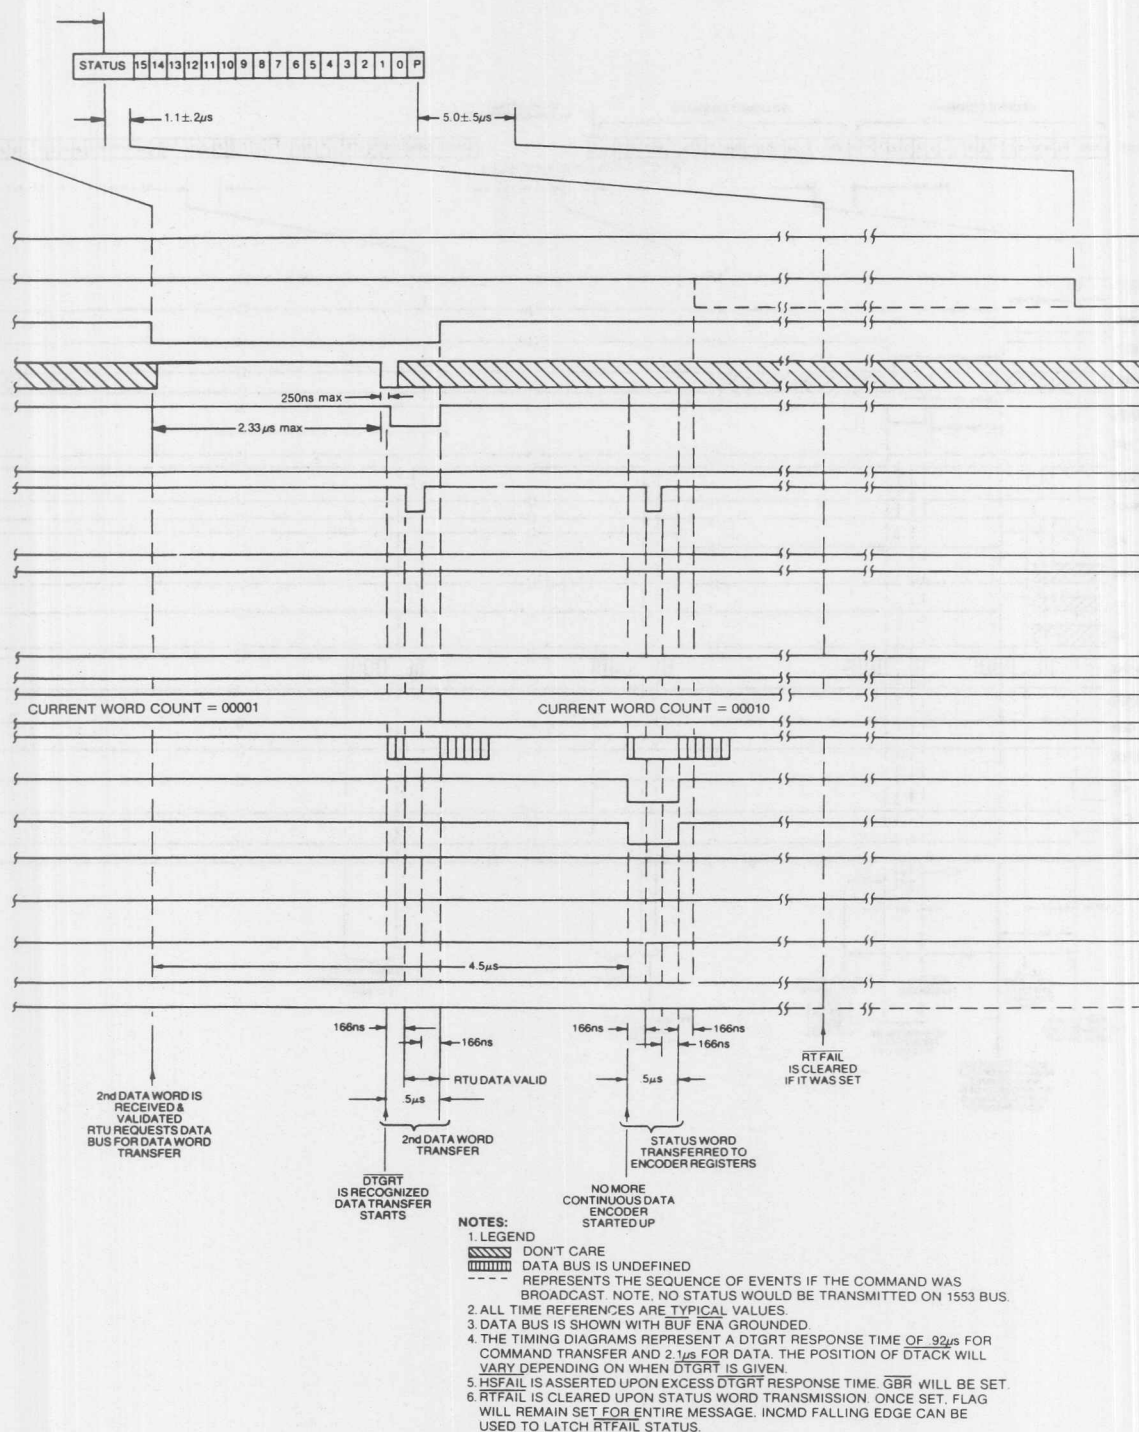 STATUS 15 14 13 12 11 10 9 8 7 6 5 4 3 2 1 0 P
1.1±.2μs
5.0±.5μs
250ns max
2.33μs max
CURRENT WORD COUNT = 00001
CURRENT WORD COUNT = 00010
4.5μs
166ns
166ns
166ns
166ns
166ns
RTU DATA VALID
.5μs
.5μs
RT FAIL
IS CLEARED
IF IT WAS SET
2nd DATA WORD IS
RECEIVED &
VALIDATED
RTU REQUESTS DATA
BUS FOR DATA WORD
TRANSFER
2nd DATA WORD
TRANSFER
STATUS WORD
TRANSFERRED TO
ENCODER REGISTERS
DTGRT
IS RECOGNIZED
DATA TRANSFER
STARTS
NO MORE
CONTINUOUS DATA
ENCODER
STARTED UP
NOTES:
1. LEGEND
DON'T CARE
DATA BUS IS UNDEFINED
---- REPRESENTS THE SEQUENCE OF EVENTS IF THE COMMAND WAS
BROADCAST. NOTE, NO STATUS WOULD BE TRANSMITTED ON 1553 BUS.
2. ALL TIME REFERENCES ARE TYPICAL VALUES.
3. DATA BUS IS SHOWN WITH BUF ENA GROUNDED.
4. THE TIMING DIAGRAMS REPRESENT A DTGRT RESPONSE TIME OF .92μs FOR
COMMAND TRANSFER AND 2.1μs FOR DATA. THE POSITION OF DTACK WILL
VARY DEPENDING ON WHEN DTGRT IS GIVEN.
5. HSFAIL IS ASSERTED UPON EXCESS DTGRT RESPONSE TIME. GBR WILL BE SET.
6. RTFAIL IS CLEARED UPON STATUS WORD TRANSMISSION. ONCE SET, FLAG
WILL REMAIN SET FOR ENTIRE MESSAGE. INCMD FALLING EDGE CAN BE
USED TO LATCH RTFAIL STATUS.